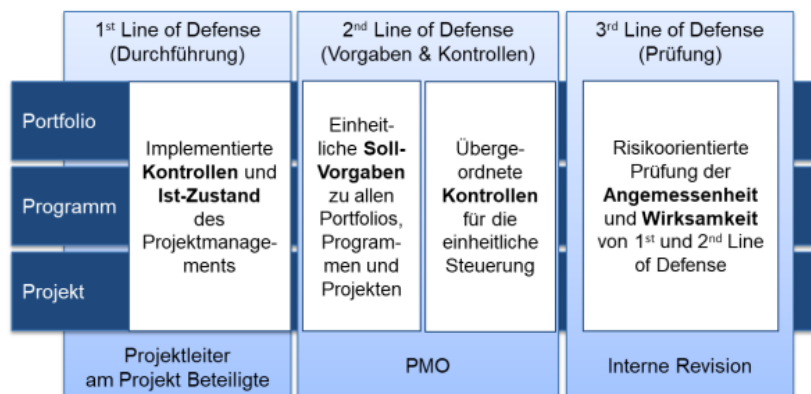 1st Line of Defense
(Durchführung)
2nd Line of Defense
(Vorgaben & Kontrollen)
3rd Line of Defense
(Prüfung)
Portfolio
Programm
Projekt
Implementierte
Kontrollen und
Ist-Zustand
des
Projektmanage-
ments
Einheit-
liche Soll-
Vorgaben
zu allen
Portfolios,
Program-
men und
Projekten
Überge-
ordnete
Kontrollen
für die
einheitliche
Steuerung
Risikoorientierte
Prüfung der
Angemessenheit
und Wirksamkeit
von 1st und 2nd Line
of Defense
Projektleiter
am Projekt Beteiligte
PMO
Interne Revision